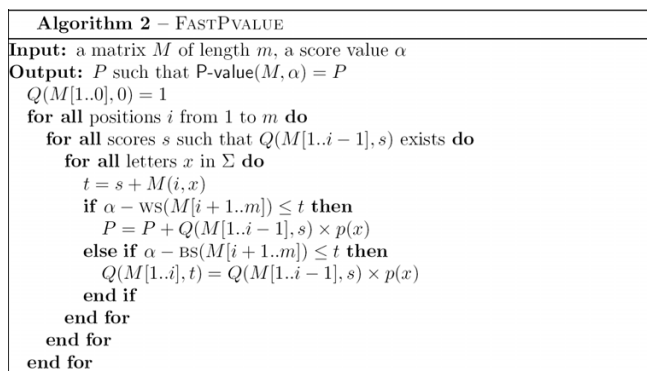 Algorithm 2 – FASTPVALUE
Input: a matrix M of length m, a score value α
Output: P such that P-value(M, α) = P
Q(M[1..0], 0) = 1
for all positions i from 1 to m do
for all scores s such that Q(M[1..i − 1], s) exists do
for all letters x in Σ do
t = s + M(i, x)
if α − WS(M[i + 1..m]) ≤ t then
P = P + Q(M[1..i − 1], s) × p(x)
else if α − BS(M[i + 1..m]) ≤ t then
Q(M[1..i], t) = Q(M[1..i − 1], s) × p(x)
end if
end for
end for
end for